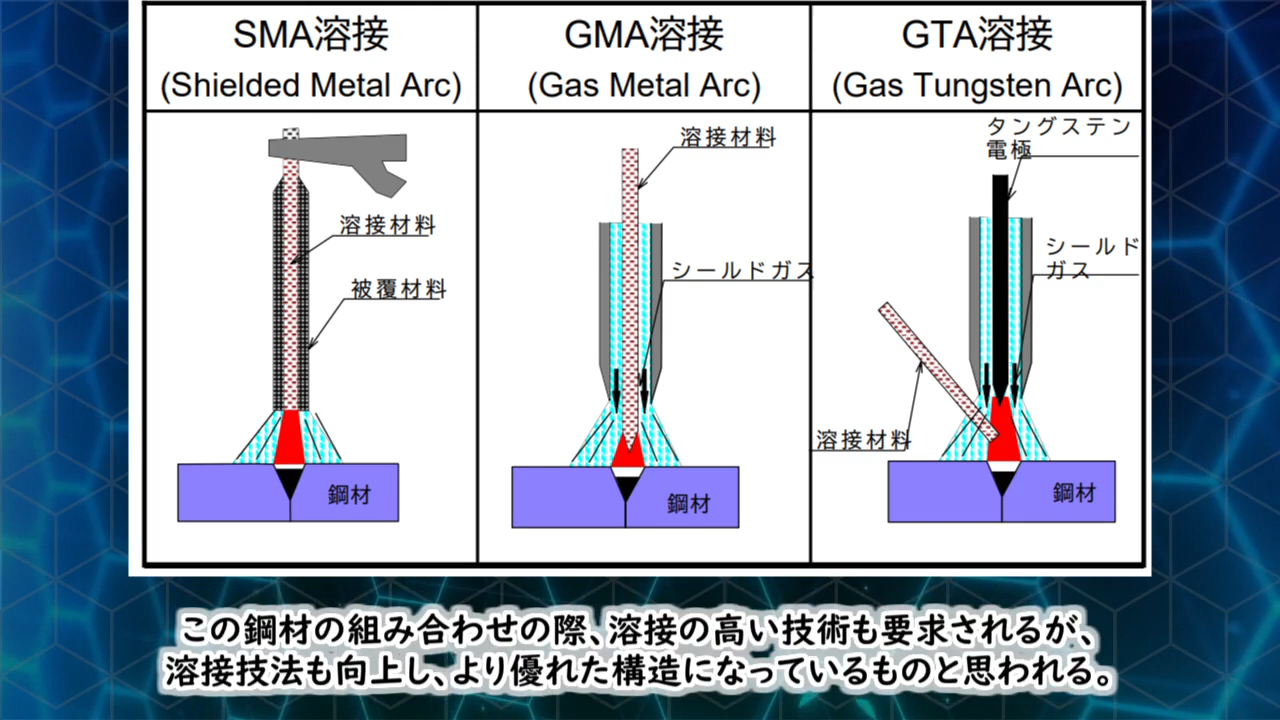 SMA溶接
(Shielded Metal Arc)
溶接材料
被覆材料
鋼材
GMA溶接
(Gas Metal Arc)
溶接材料
シールドガス
鋼材
GTA溶接
(Gas Tungsten Arc)
タングステン
電極
シールド
ガス
溶接材料
鋼材
この鋼材の組み合わせの際、溶接の高い技術も要求されるが、
溶接技法も向上し、より優れた構造になっているものと思われる。